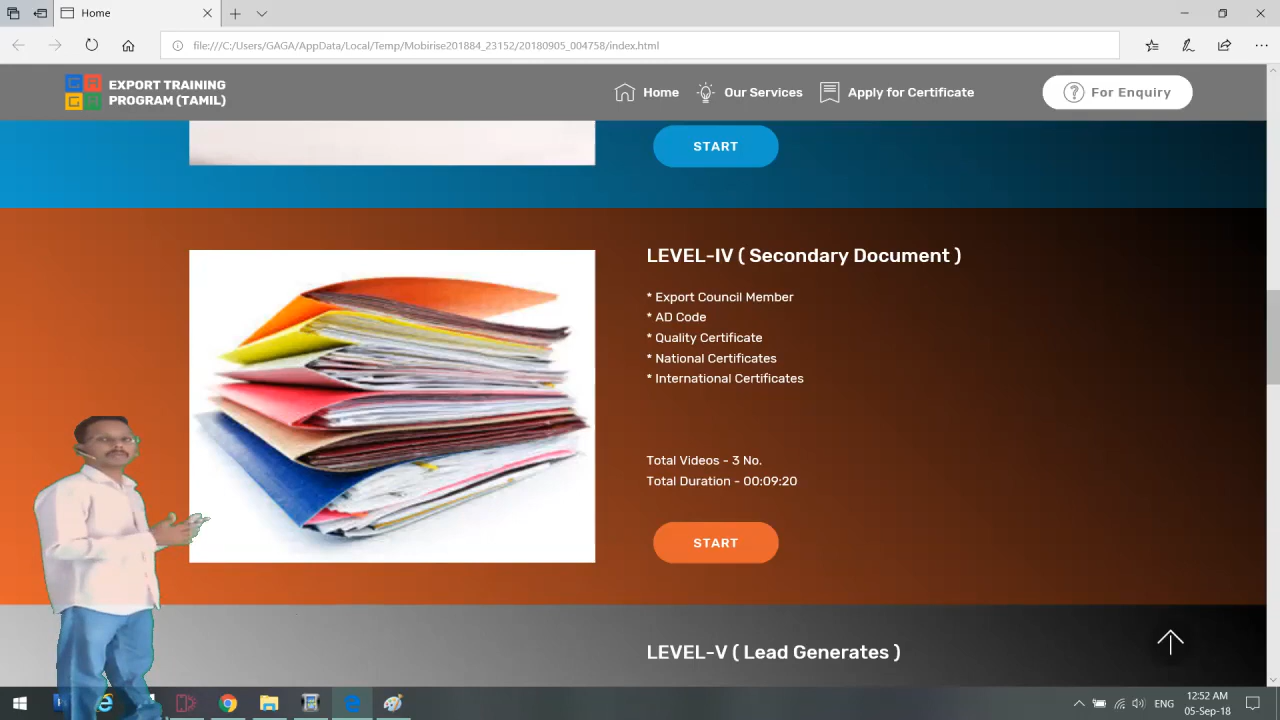 Home
file:///C:/Users/GAGA/AppData/Local/Temp/Mobirise201884_23152/20180905_004758/index.html
GAGA
EXPORT TRAINING
PROGRAM (TAMIL)
Home
Our Services
Apply for Certificate
For Enquiry
START
LEVEL-IV ( Secondary Document )
* Export Council Member
* AD Code
* Quality Certificate
* National Certificates
* International Certificates
Total Videos - 3 No.
Total Duration - 00:09:20
START
LEVEL-V ( Lead Generates )
ENG
12:52 AM
05-Sep-18